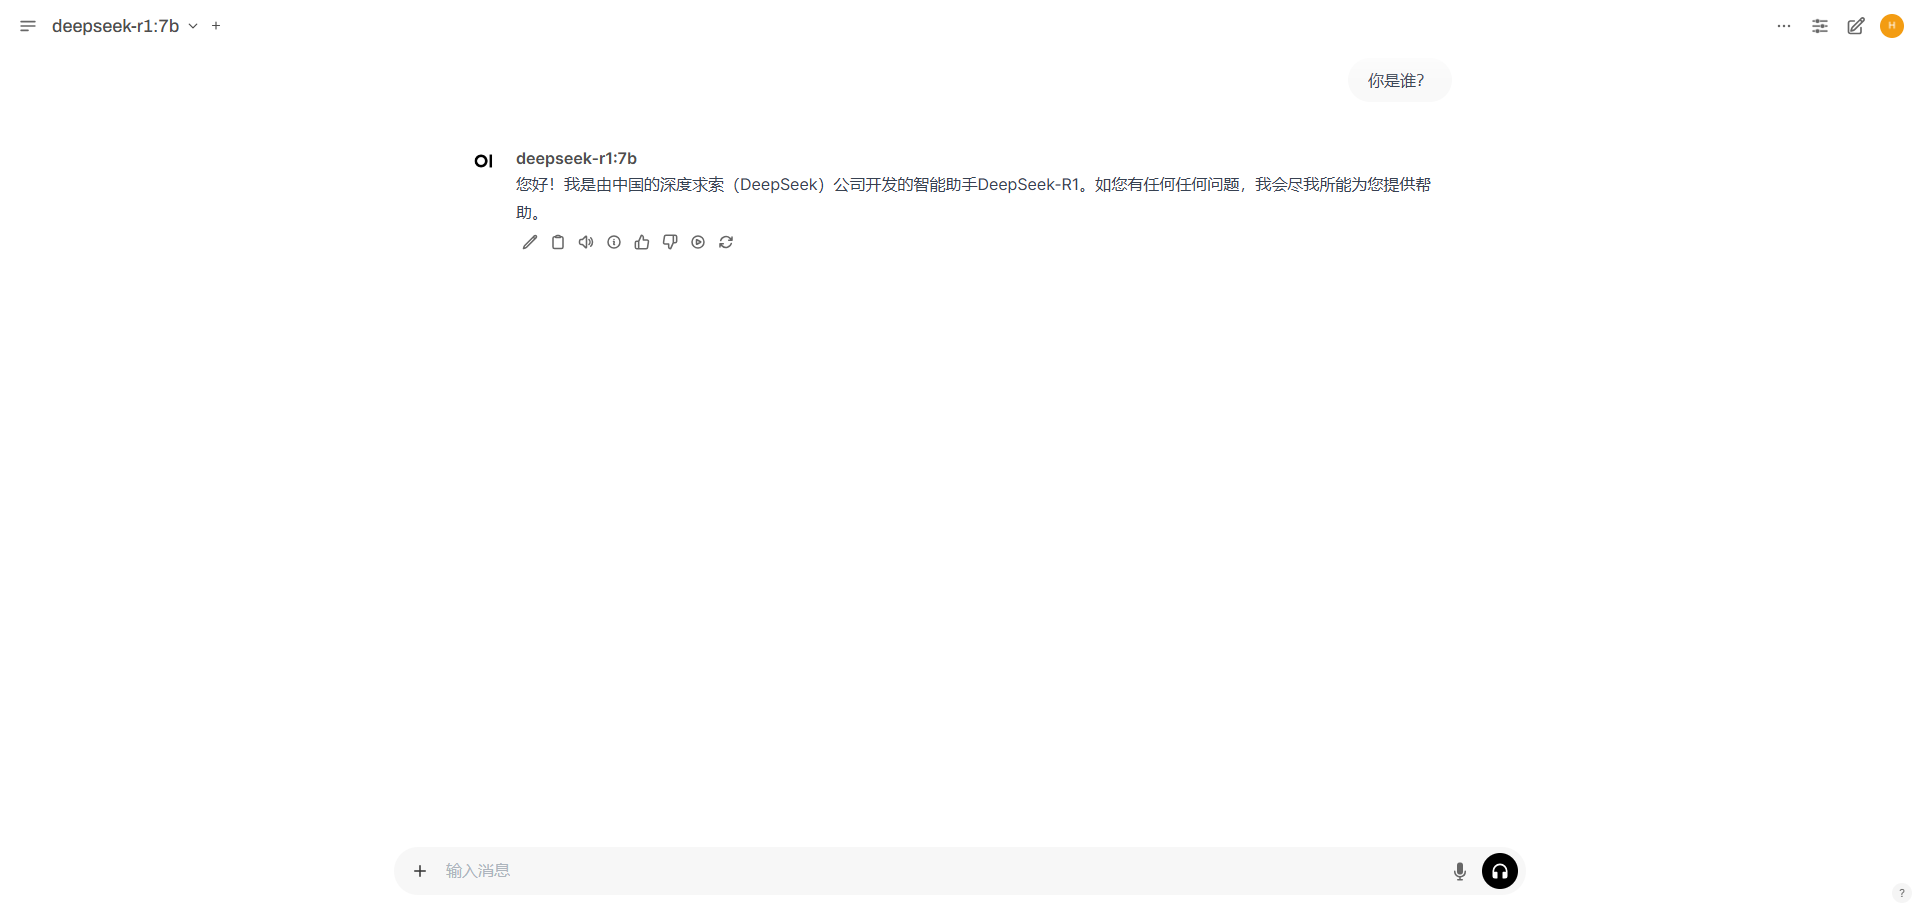 deepseek-r1:7b
H
你是谁?
OI
deepseek-r1:7b
您好！我是由中国的深度求索（DeepSeek）公司开发的智能助手DeepSeek-R1。如您有任何任何问题，我会尽我所能为您提供帮
助。
输入消息
?